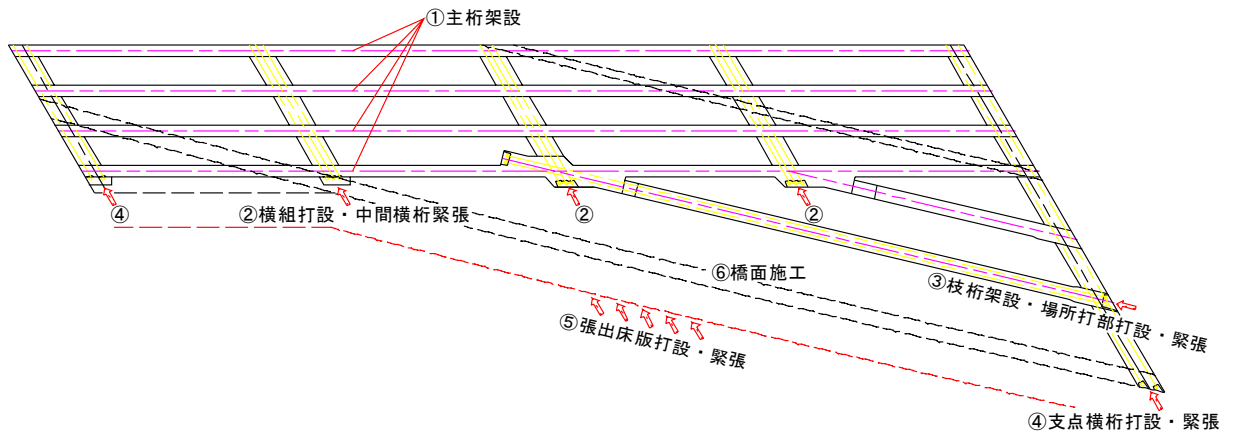 ①主桁架設
④
②横組打設・中間横桁緊張
②
②
⑥橋面施工
③枝桁架設・場所打部打設・緊張
⑤張出床版打設・緊張
④支点横桁打設・緊張